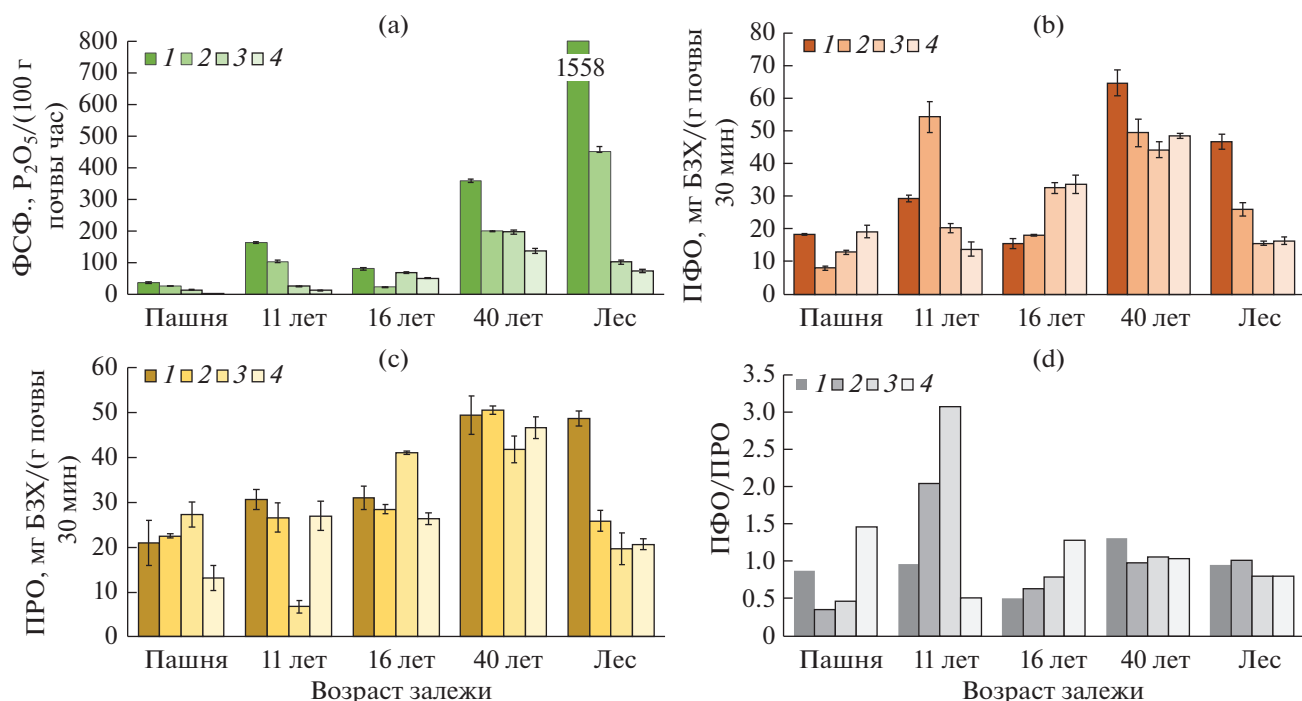 (a)
ФСФ., P₂O₅/(100 г
почвы час)
800
700
600
500
400
300
200
100
0
1 2 3 4
1558
Пашня 11 лет 16 лет 40 лет Лес
(b)
ПФО, мг БЗХ/(г почвы
30 мин)
80
70
60
50
40
30
20
10
0
1 2 3 4
Пашня 11 лет 16 лет 40 лет Лес
(c)
ПРО, мг БЗХ/(г почвы
30 мин)
60
50
40
30
20
10
0
1 2 3 4
Пашня 11 лет 16 лет 40 лет Лес
Возраст залежи
(d)
ПФО/ПРО
3.5
3.0
2.5
2.0
1.5
1.0
0.5
0
1 2 3 4
Пашня 11 лет 16 лет 40 лет Лес
Возраст залежи